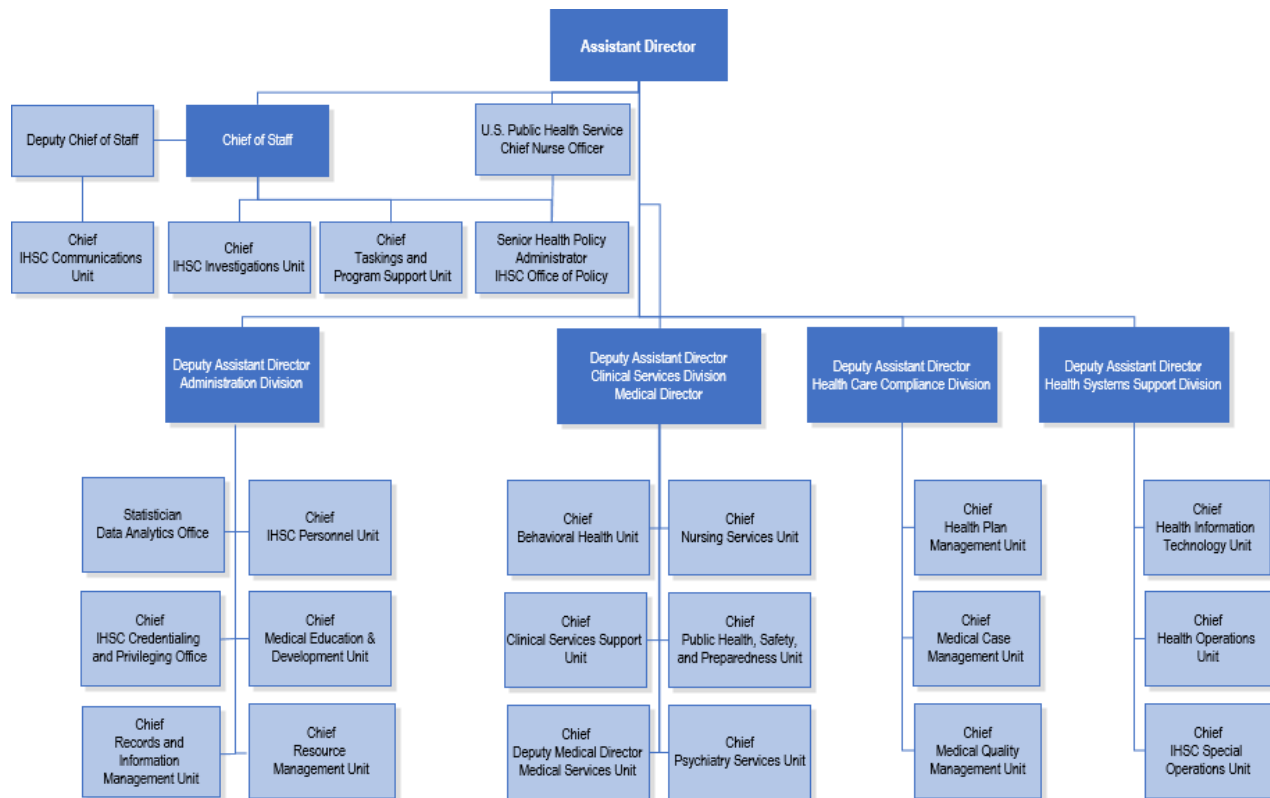 Assistant Director
Deputy Chief of Staff
Chief of Staff
U.S. Public Health Service
Chief Nurse Officer
Chief
IHSC Communications
Unit
Chief
IHSC Investigations Unit
Chief
Taskings and
Program Support Unit
Senior Health Policy
Administrator
IHSC Office of Policy
Deputy Assistant Director
Administration Division
Deputy Assistant Director
Clinical Services Division
Medical Director
Deputy Assistant Director
Health Care Compliance Division
Deputy Assistant Director
Health Systems Support Division
Statistician
Data Analytics Office
Chief
IHSC Personnel Unit
Chief
Behavioral Health Unit
Chief
Nursing Services Unit
Chief
Health Plan
Management Unit
Chief
Health Information
Technology Unit
Chief
IHSC Credentialing
and Privileging Office
Chief
Medical Education &
Development Unit
Chief
Clinical Services Support
Unit
Chief
Public Health, Safety,
and Preparedness Unit
Chief
Medical Case
Management Unit
Chief
Health Operations
Unit
Chief
Records and
Information
Management Unit
Chief
Resource
Management Unit
Chief
Deputy Medical Director
Medical Services Unit
Chief
Psychiatry Services Unit
Chief
Medical Quality
Management Unit
Chief
IHSC Special
Operations Unit